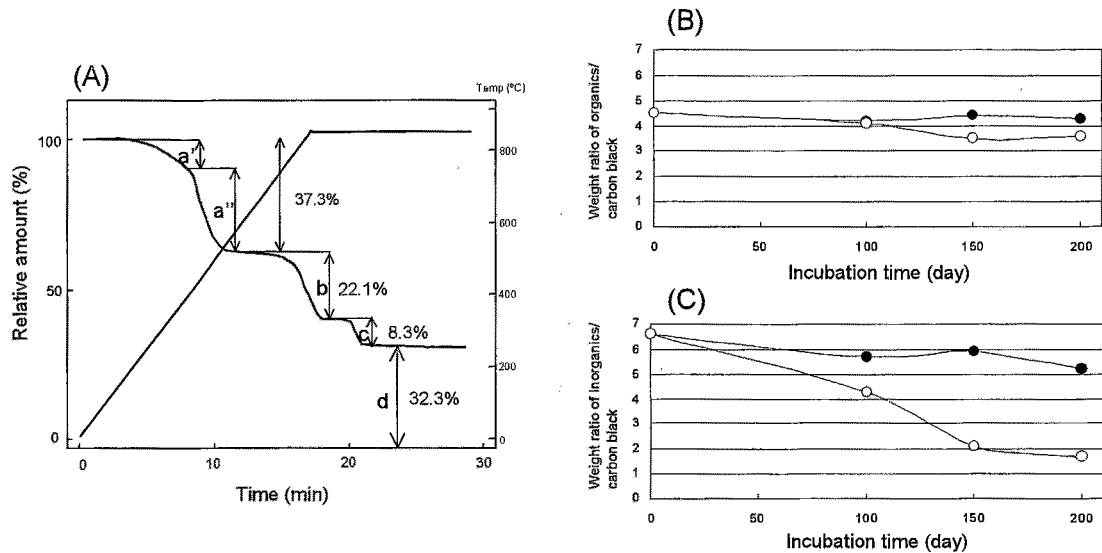 (A)
Temp (°C)
Relative amount (%)
100
50
0
800
600
400
200
0
a'
a''
37.3%
b
22.1%
c
8.3%
d
32.3%
0
10
20
30
Time (min)
(B)
Weight ratio of organics/
carbon black
7
6
5
4
3
2
1
0
0
50
100
150
200
Incubation time (day)
(C)
Weight ratio of inorganics/
carbon black
7
6
5
4
3
2
1
0
0
50
100
150
200
Incubation time (day)